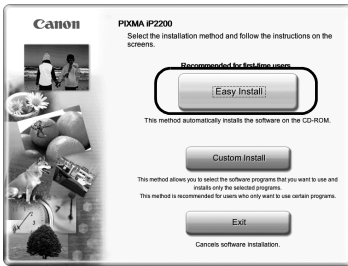 Canon
PIXMA iP2200
Select the installation method and follow the instructions on the
screens.
Recommended for first-time users
Easy Install
This method automatically installs the software on the CD-ROM.
Custom Install
This method allows you to select the software programs that you want to use and
installs only the selected programs.
This method is recommended for users who only want to use certain programs.
Exit
Cancels software installation.